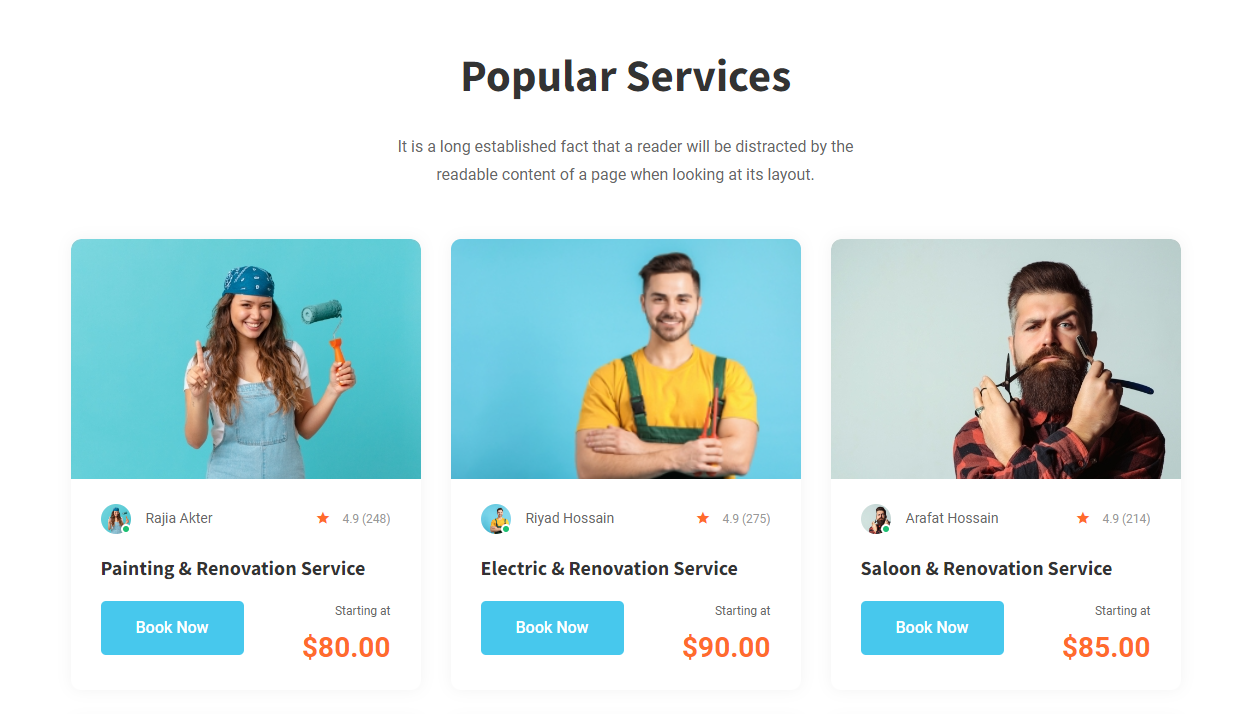 Popular Services
It is a long established fact that a reader will be distracted by the
readable content of a page when looking at its layout.
Rajia Akter
4.9 (248)
Painting & Renovation Service
Book Now
Starting at
$80.00
Riyad Hossain
4.9 (275)
Electric & Renovation Service
Book Now
Starting at
$90.00
Arafat Hossain
4.9 (214)
Saloon & Renovation Service
Book Now
Starting at
$85.00